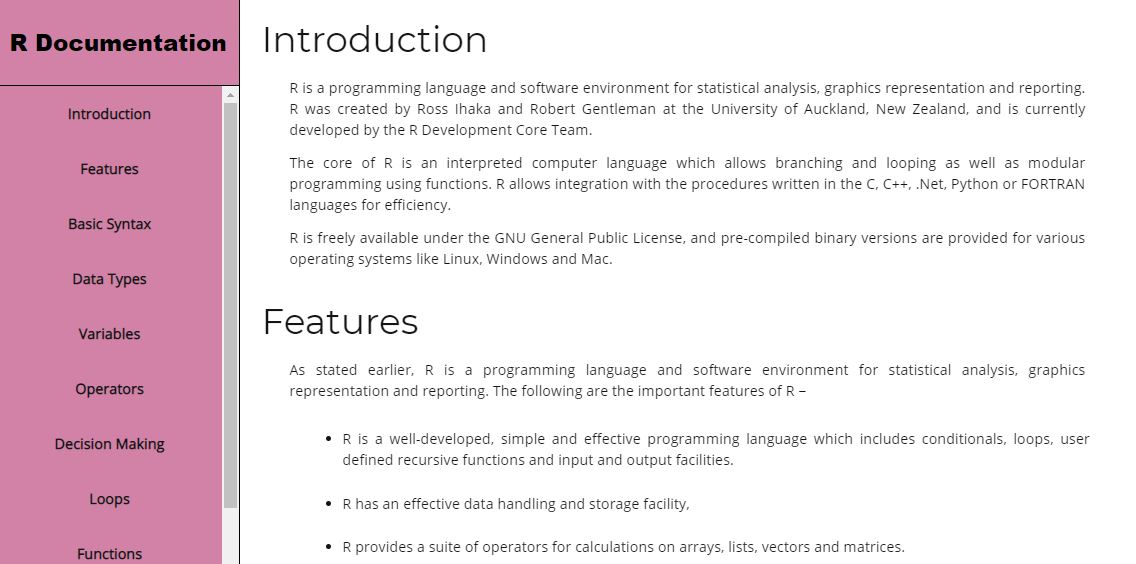 R Documentation
Introduction
Features
Basic Syntax
Data Types
Variables
Operators
Decision Making
Loops
Functions
Introduction
R is a programming language and software environment for statistical analysis, graphics representation and reporting.
R was created by Ross Ihaka and Robert Gentleman at the University of Auckland, New Zealand, and is currently
developed by the R Development Core Team.
The core of R is an interpreted computer language which allows branching and looping as well as modular
programming using functions. R allows integration with the procedures written in the C, C++, .Net, Python or FORTRAN
languages for efficiency.
R is freely available under the GNU General Public License, and pre-compiled binary versions are provided for various
operating systems like Linux, Windows and Mac.
Features
As stated earlier, R is a programming language and software environment for statistical analysis, graphics
representation and reporting. The following are the important features of R −
• R is a well-developed, simple and effective programming language which includes conditionals, loops, user
defined recursive functions and input and output facilities.
• R has an effective data handling and storage facility,
• R provides a suite of operators for calculations on arrays, lists, vectors and matrices.